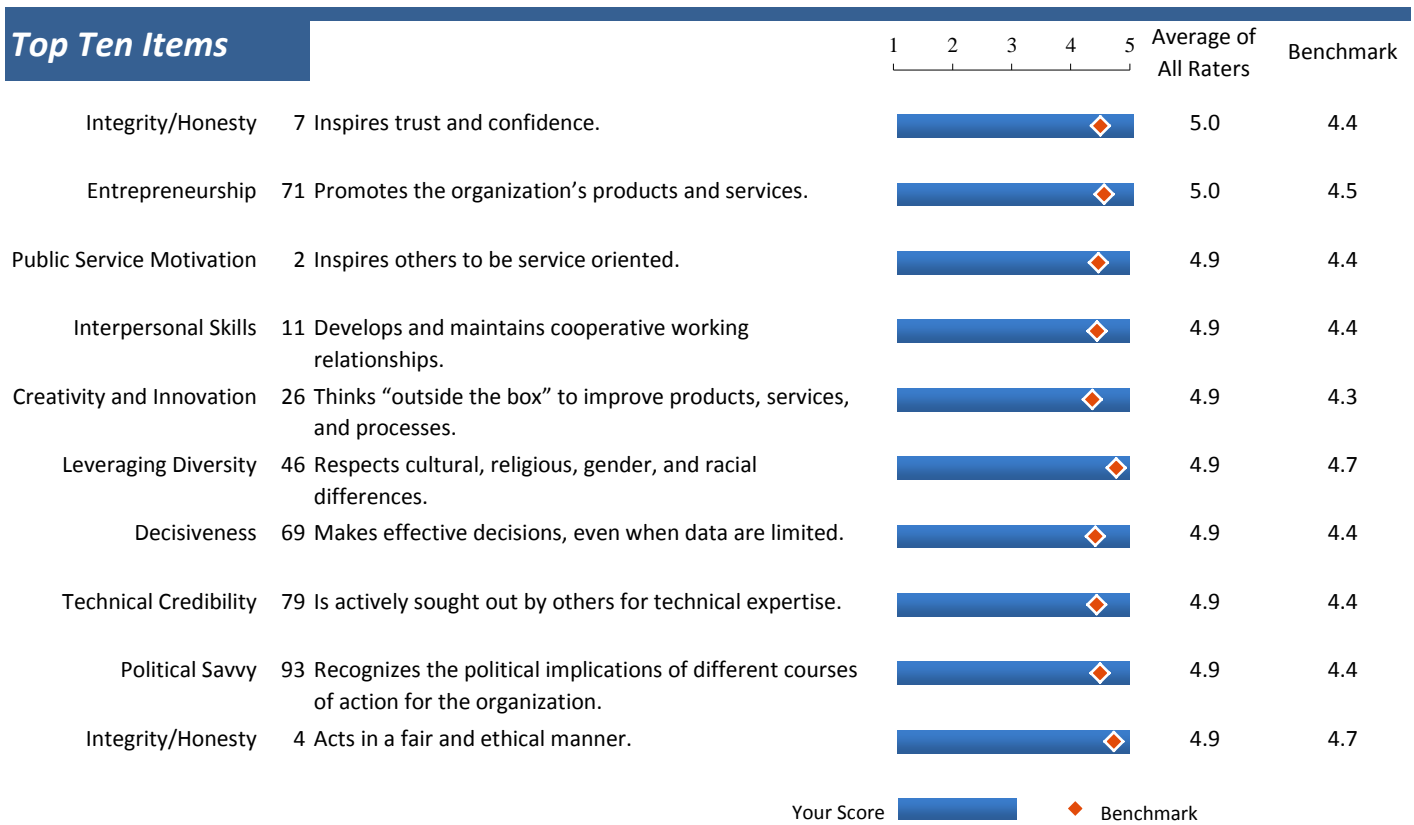 Top Ten Items
1 2 3 4 5
Average of
All Raters
Benchmark
Integrity/Honesty 7 Inspires trust and confidence. 5.0 4.4
Entrepreneurship 71 Promotes the organization’s products and services. 5.0 4.5
Public Service Motivation 2 Inspires others to be service oriented. 4.9 4.4
Interpersonal Skills 11 Develops and maintains cooperative working 4.9 4.4
relationships.
Creativity and Innovation 26 Thinks “outside the box” to improve products, services, 4.9 4.3
and processes.
Leveraging Diversity 46 Respects cultural, religious, gender, and racial 4.9 4.7
differences.
Decisiveness 69 Makes effective decisions, even when data are limited. 4.9 4.4
Technical Credibility 79 Is actively sought out by others for technical expertise. 4.9 4.4
Political Savvy 93 Recognizes the political implications of different courses 4.9 4.4
of action for the organization.
Integrity/Honesty 4 Acts in a fair and ethical manner. 4.9 4.7
Your Score Benchmark